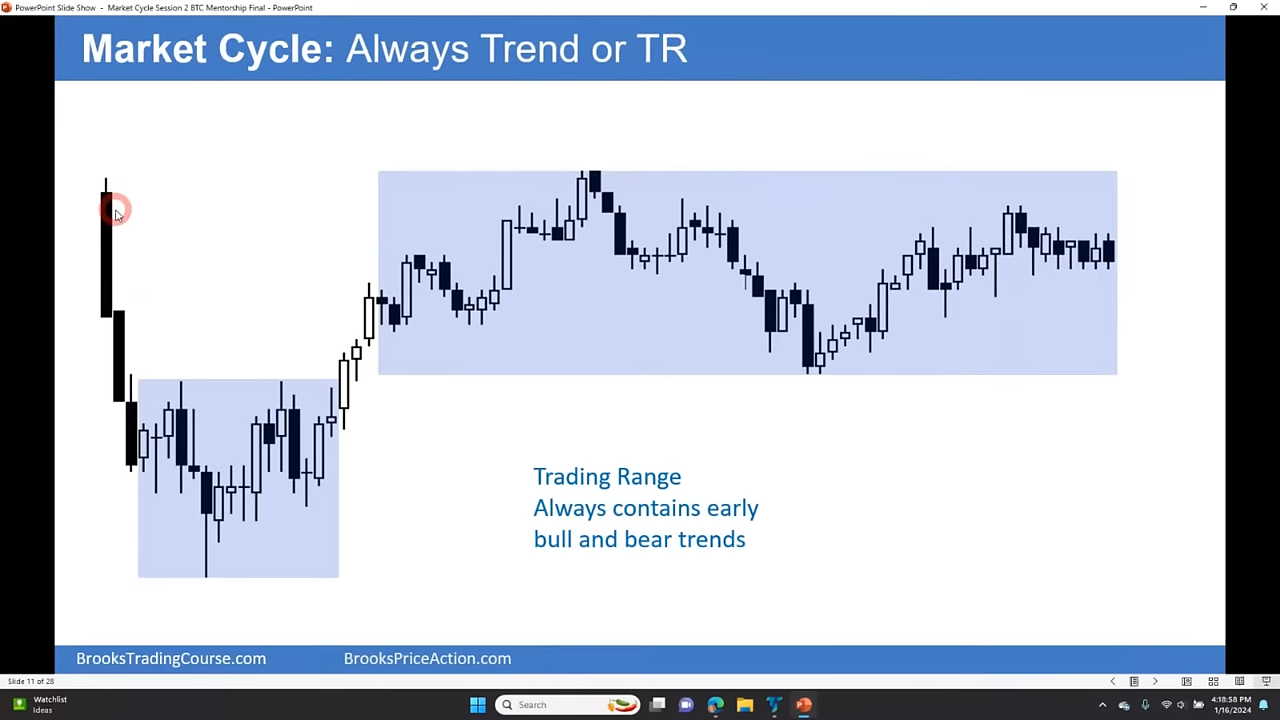 PowerPoint Slide Show - Market Cycle Session 2 BTC Mentorship Final - PowerPoint
Market Cycle: Always Trend or TR
Trading Range
Always contains early
bull and bear trends
BrooksTradingCourse.com
BrooksPriceAction.com
Slide 11 of 28
Watchlist
Ideas
Search
4:18:58 PM
1/16/2024